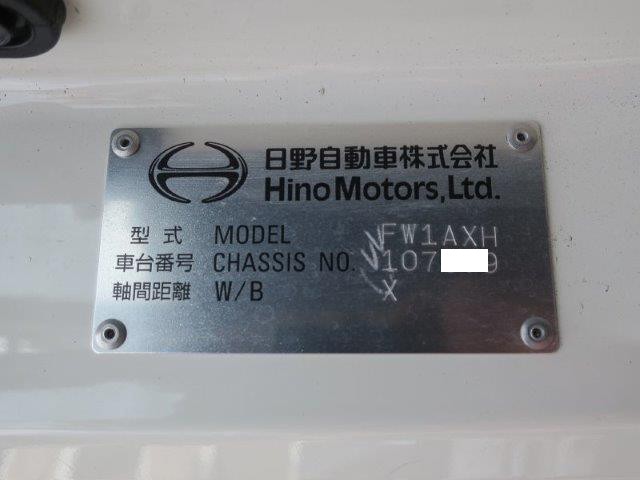 日野自動車株式会社
Hino Motors, Ltd.
型式 MODEL FW1AXH
車台番号 CHASSIS NO. 107 9
軸間距離 W/B X